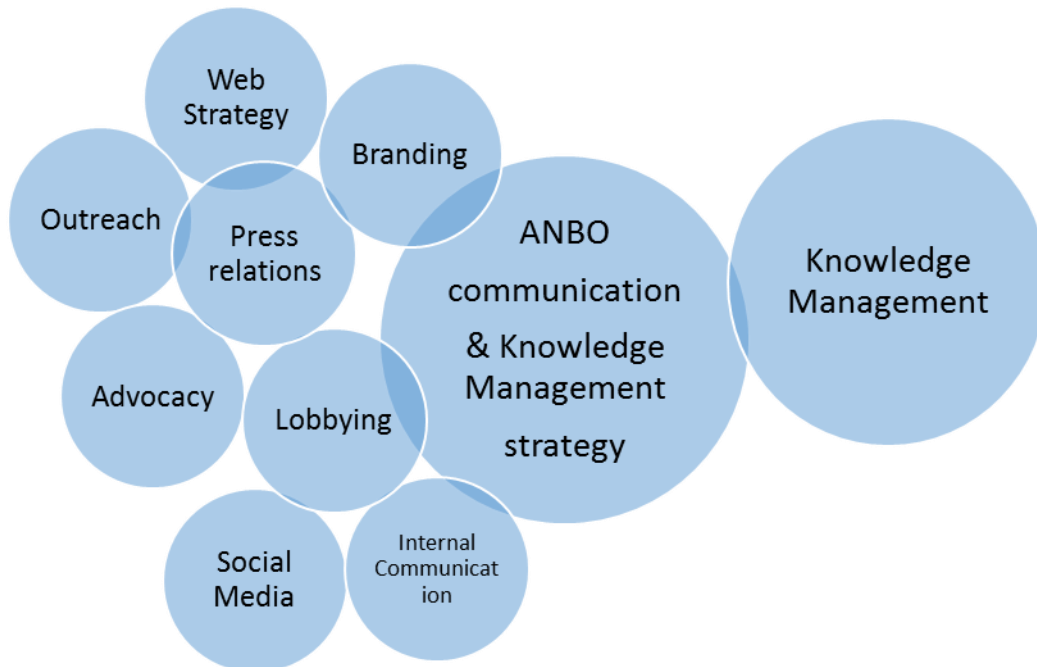 Web
Strategy
Branding
Outreach
Press
relations
Advocacy
Lobbying
Social
Media
Internal
Communicat
ion
ANBO
communication
& Knowledge
Management
strategy
Knowledge
Management